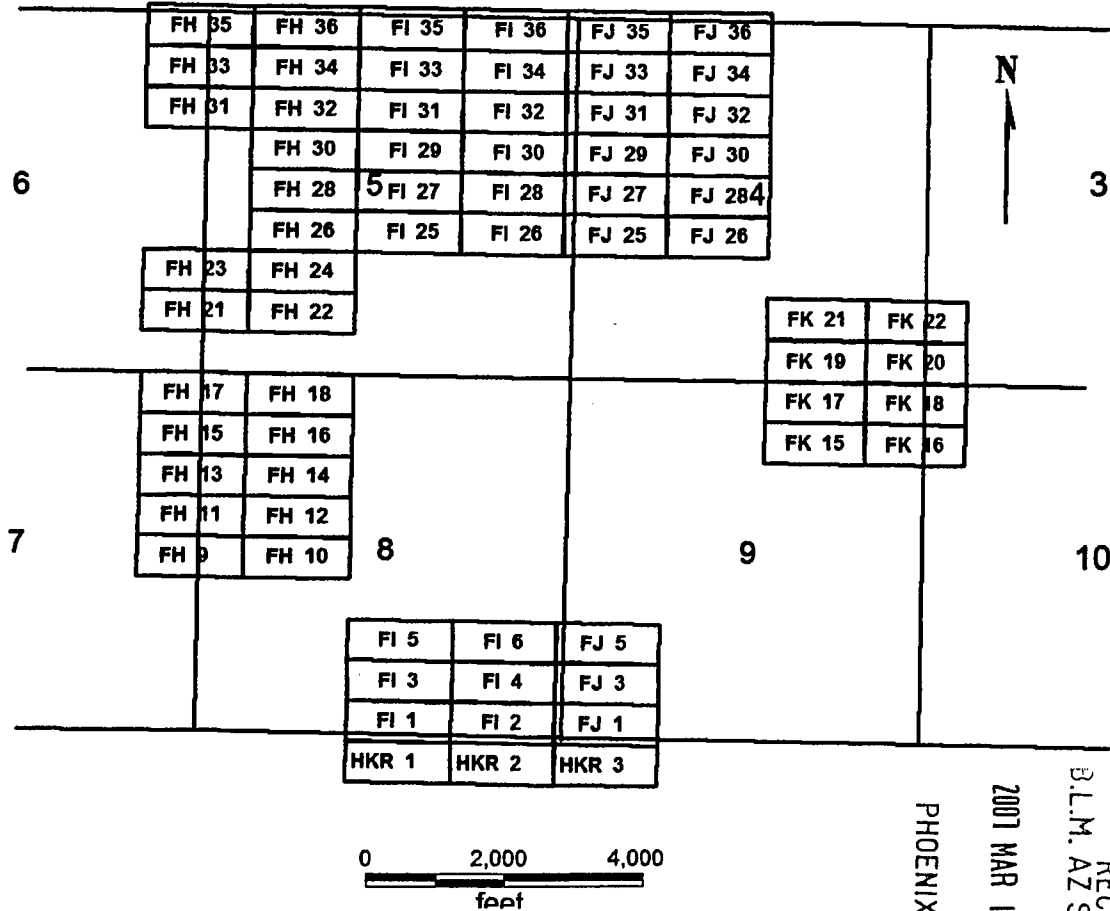 FH 35 FH 36 FI 35 FI 36 FJ 35 FJ 36
FH 33 FH 34 FI 33 FI 34 FJ 33 FJ 34
N
FH 31 FH 32 FI 31 FI 32 FJ 31 FJ 32
FH 30 FI 29 FI 30 FJ 29 FJ 30
6 FH 28 5 FI 27 FI 28 FJ 27 FJ 28 4 3
FH 26 FI 25 FI 26 FJ 25 FJ 26
FH 23 FH 24
FH 21 FH 22
FK 21 FK 22
FK 19 FK 20
FH 17 FH 18
FK 17 FK 18
FH 15 FH 16
FK 15 FK 16
FH 13 FH 14
FH 11 FH 12
7 FH 9 FH 10 8 9 10
FI 5 FI 6 FJ 5
FI 3 FI 4 FJ 3
FI 1 FI 2 FJ 1
HKR 1 HKR 2 HKR 3
REC
B.L.M. AZ S
2007 MAR
PHOENIX
0 2,000 4,000
feet